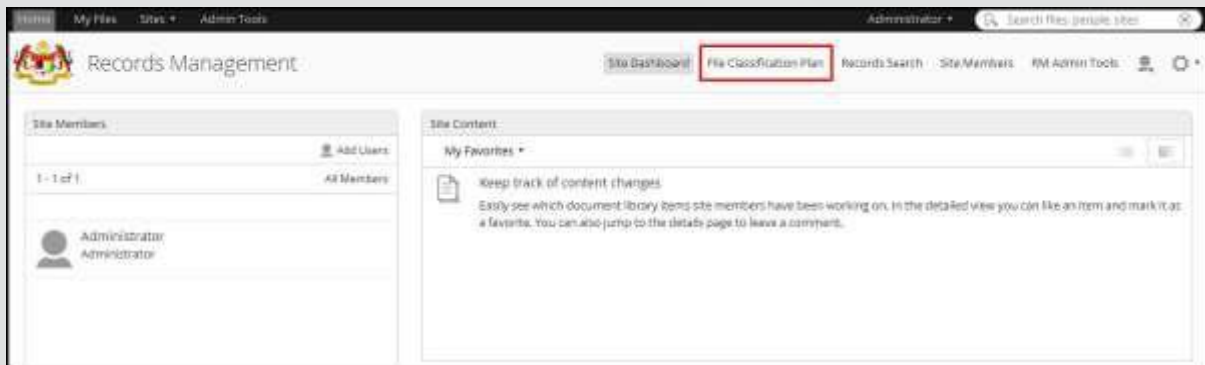 Home My Files Sites Admin Tools Administrator Search files, people, sites
Records Management Site Dashboard File Classification Plan Records Search Site Members RM Admin Tools
Site Members
Add Users
1 - 1 of 1 All Members
Administrator
Administrator
Site Content
My Favorites
Keep track of content changes
Easily see which document library items site members have been working on. In the detailed view you can like an item and mark it as
a favorite. You can also jump to the details page to leave a comment.